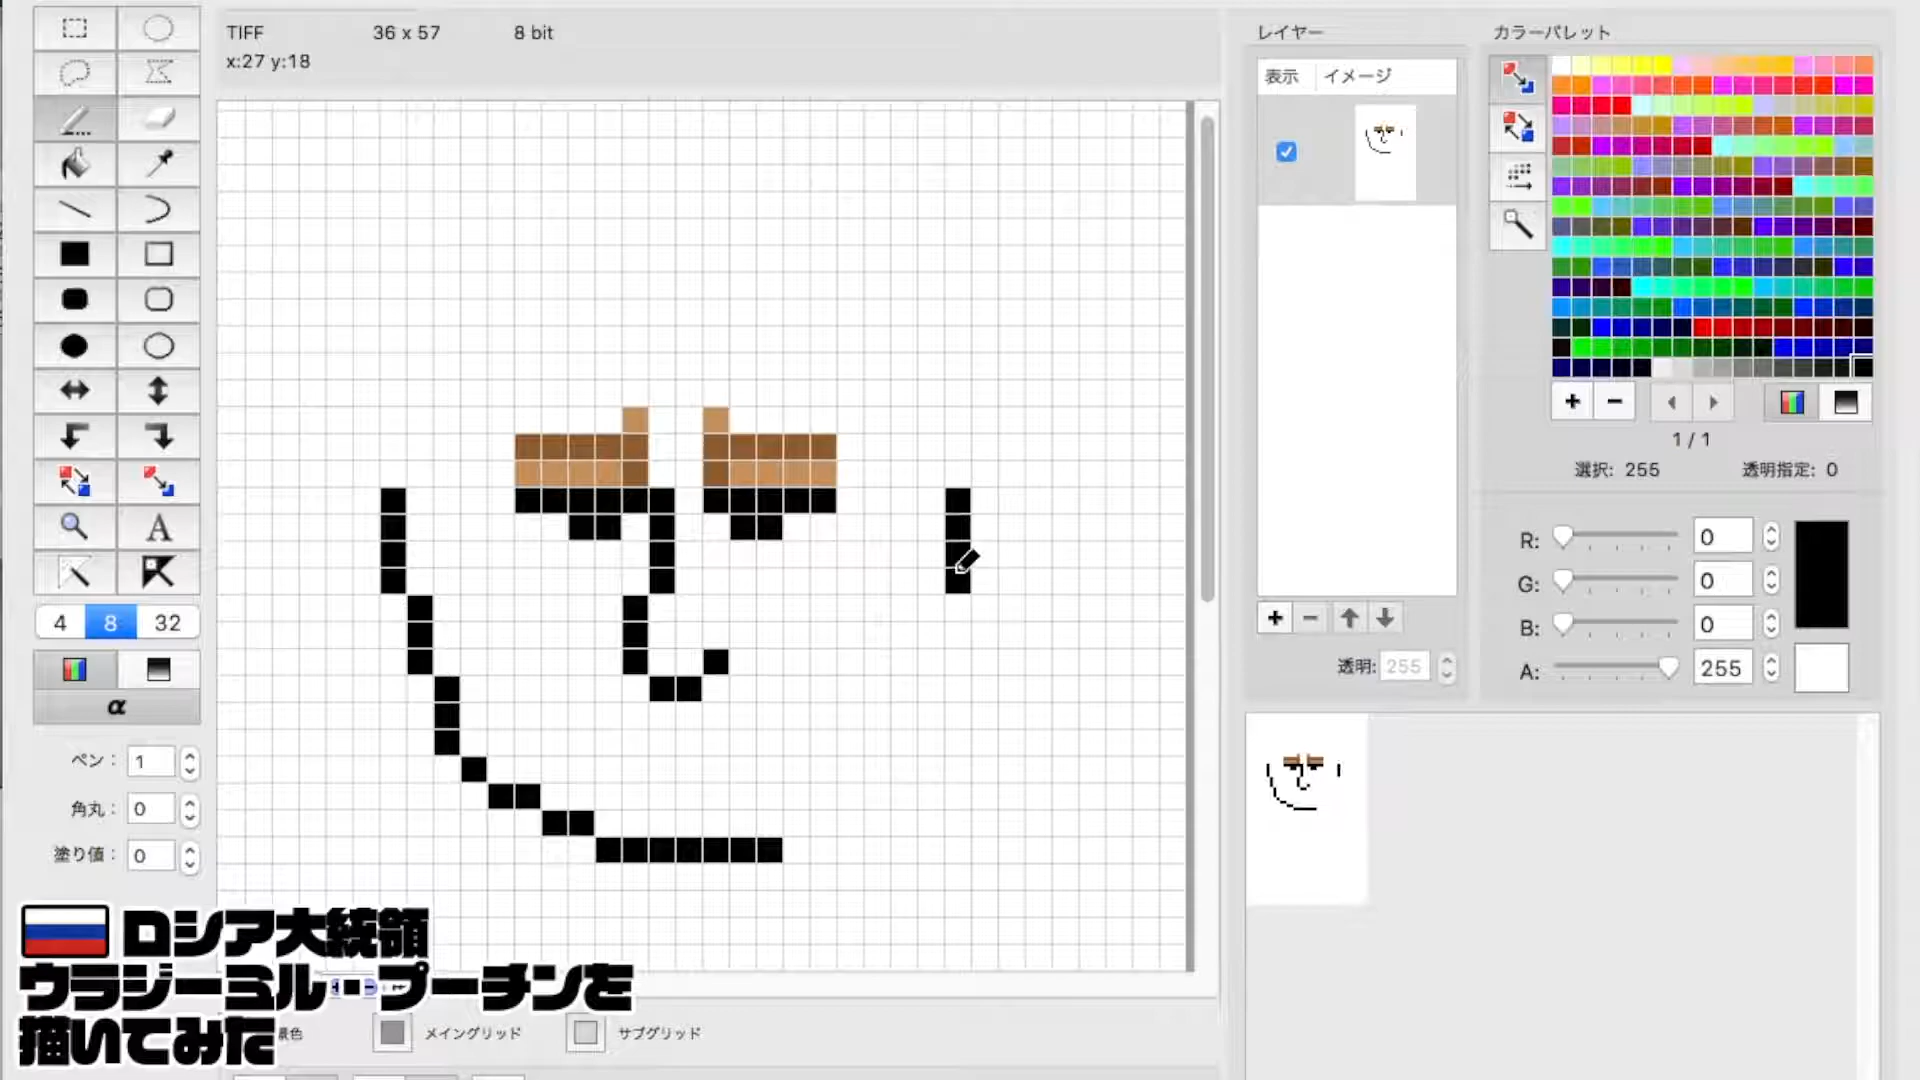 TIFF 36 x 57 8 bit
x:27 y:18
レイヤー
表示 イメージ
カラーパレット
1 / 1
選択: 255 透明指定: 0
R: 0
G: 0
B: 0
A: 255
透明: 255
A
4 8 32
α
ペン: 1
角丸: 0
塗り値: 0
ロシア大統領
ウラジーミル・プーチンを
描いてみた
景色 メイングリッド サブグリッド